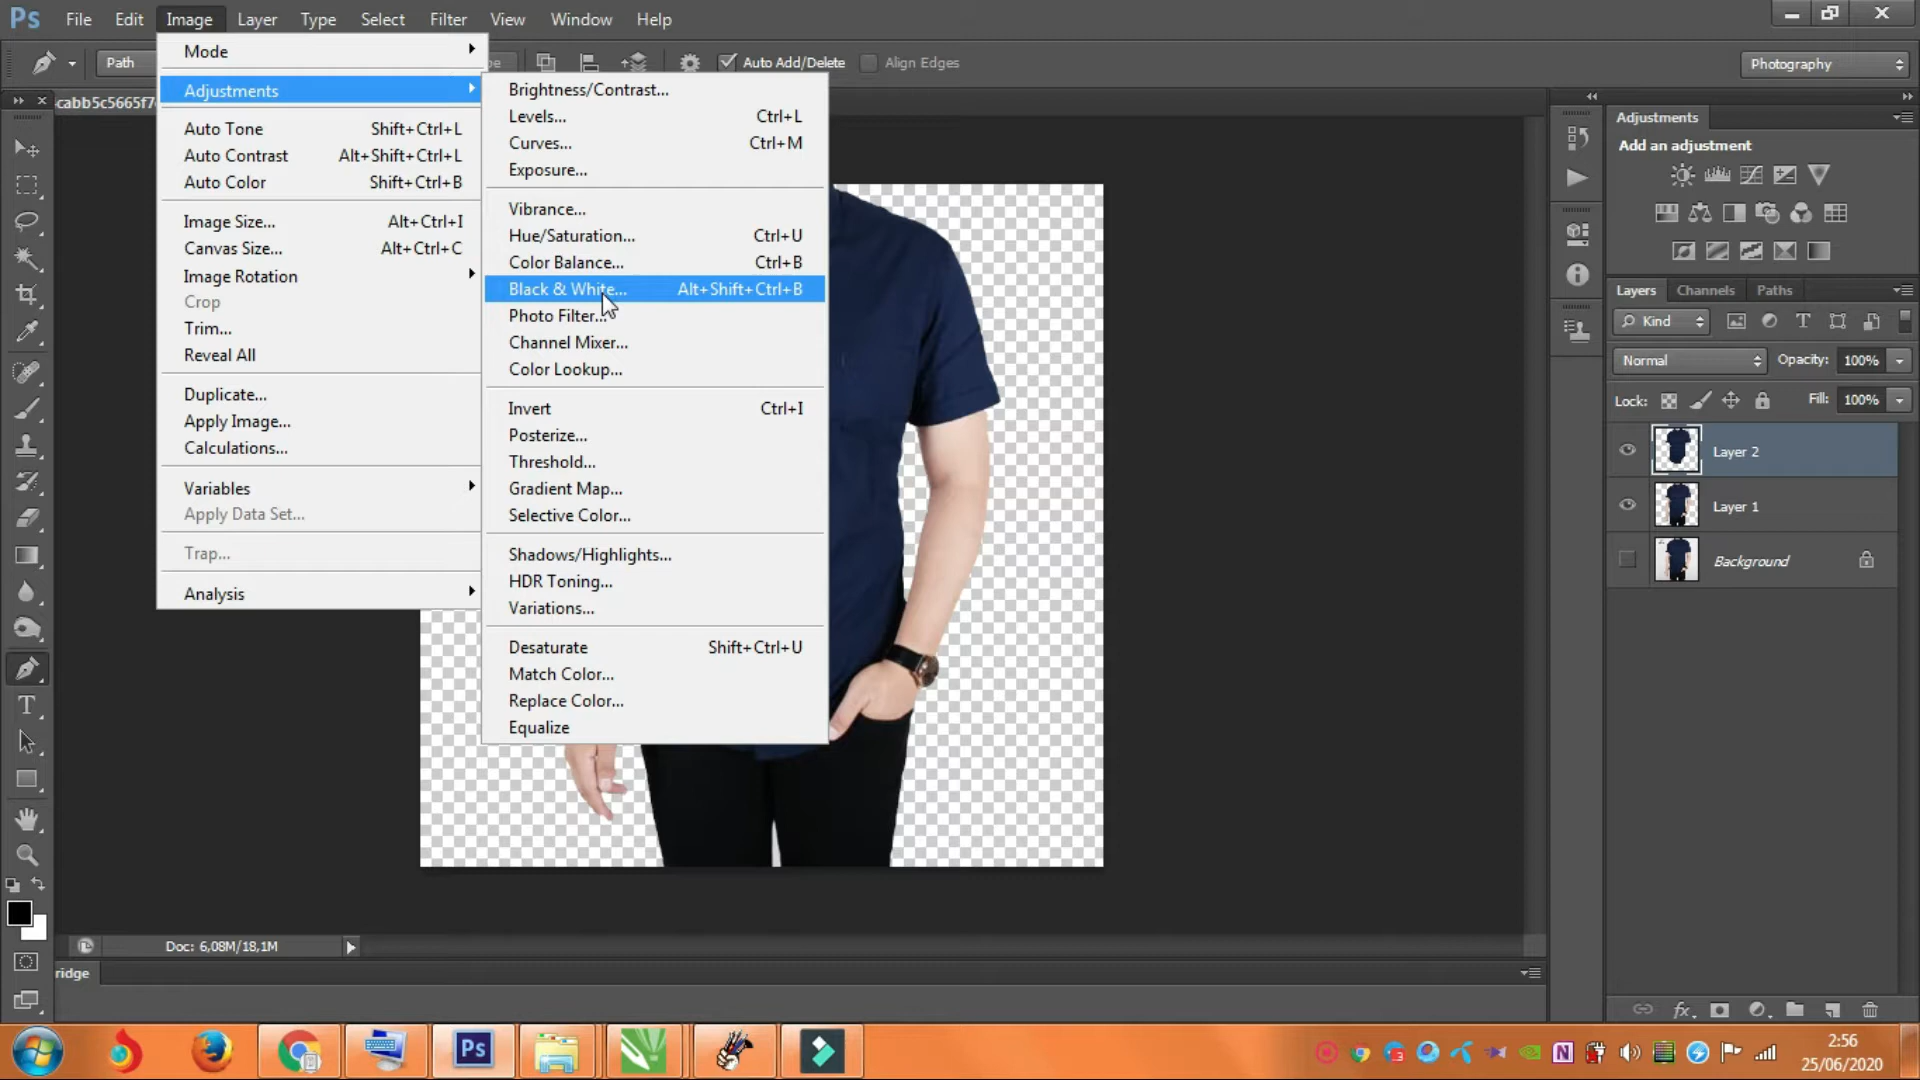 Ps File Edit Image Layer Type Select Filter View Window Help
Path Auto Add/Delete Align Edges Photography
Mode
Adjustments
Auto Tone Shift+Ctrl+L
Auto Contrast Alt+Shift+Ctrl+L
Auto Color Shift+Ctrl+B
Image Size... Alt+Ctrl+I
Canvas Size... Alt+Ctrl+C
Image Rotation
Crop
Trim...
Reveal All
Duplicate...
Apply Image...
Calculations...
Variables
Apply Data Set...
Trap...
Analysis
Brightness/Contrast...
Levels... Ctrl+L
Curves... Ctrl+M
Exposure...
Vibrance...
Hue/Saturation... Ctrl+U
Color Balance... Ctrl+B
Black & White... Alt+Shift+Ctrl+B
Photo Filter...
Channel Mixer...
Color Lookup...
Invert Ctrl+I
Posterize...
Threshold...
Gradient Map...
Selective Color...
Shadows/Highlights...
HDR Toning...
Variations...
Desaturate Shift+Ctrl+U
Match Color...
Replace Color...
Equalize
Adjustments
Add an adjustment
Layers Channels Paths
Kind
Normal Opacity: 100%
Lock: Fill: 100%
Layer 2
Layer 1
Background
Doc: 6,08M/18,1M
ridge
Ps
2:56
25/06/2020